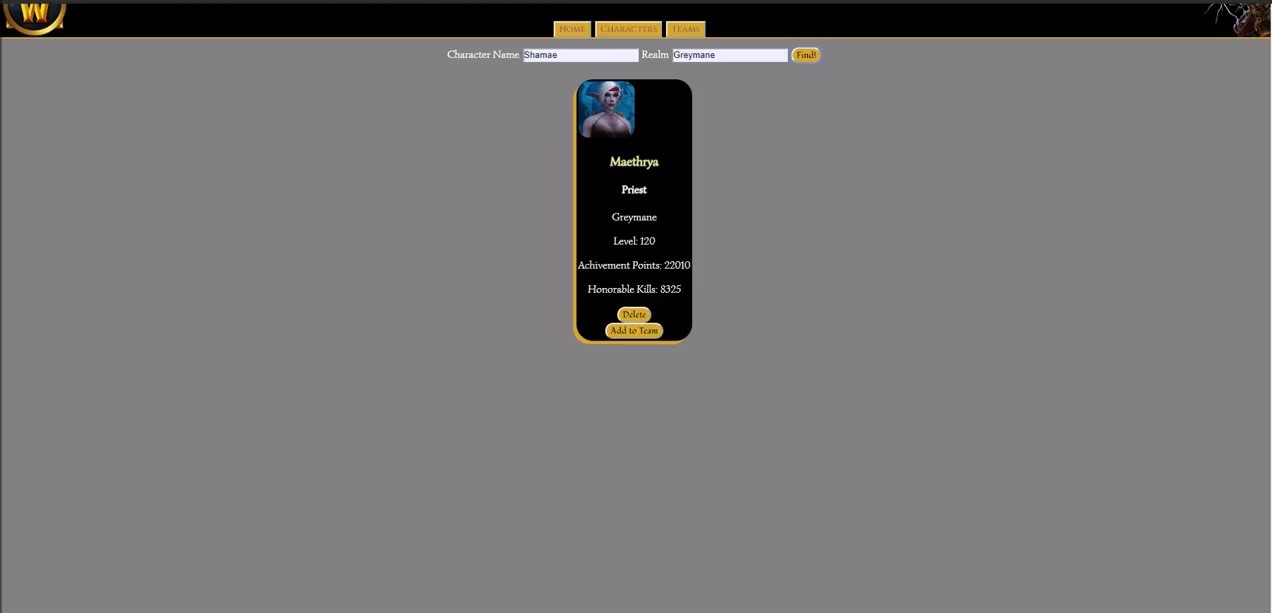 W
Home Characters Teams
Character Name Shamae Realm Greymane Find!
Maethrya
Priest
Greymane
Level: 120
Achivement Points: 22010
Honorable Kills: 8325
Delete
Add to Team